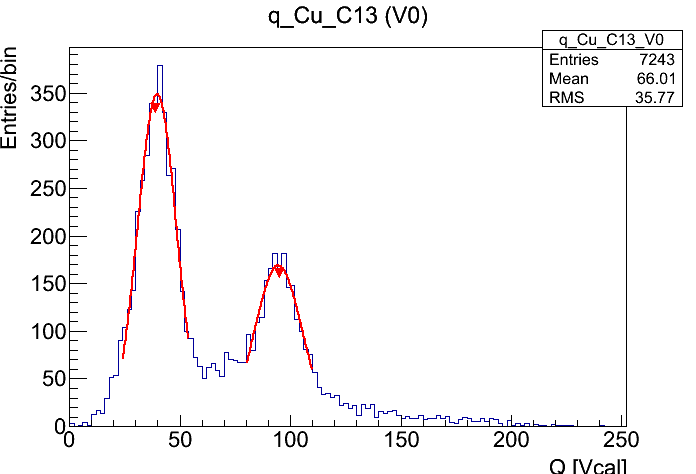 q_Cu_C13 (V0)
q_Cu_C13_V0
Entries 7243
Mean 66.01
RMS 35.77
Entries/bin
350
300
250
200
150
100
50
0
0 50 100 150 200 250
Q [Vcal]